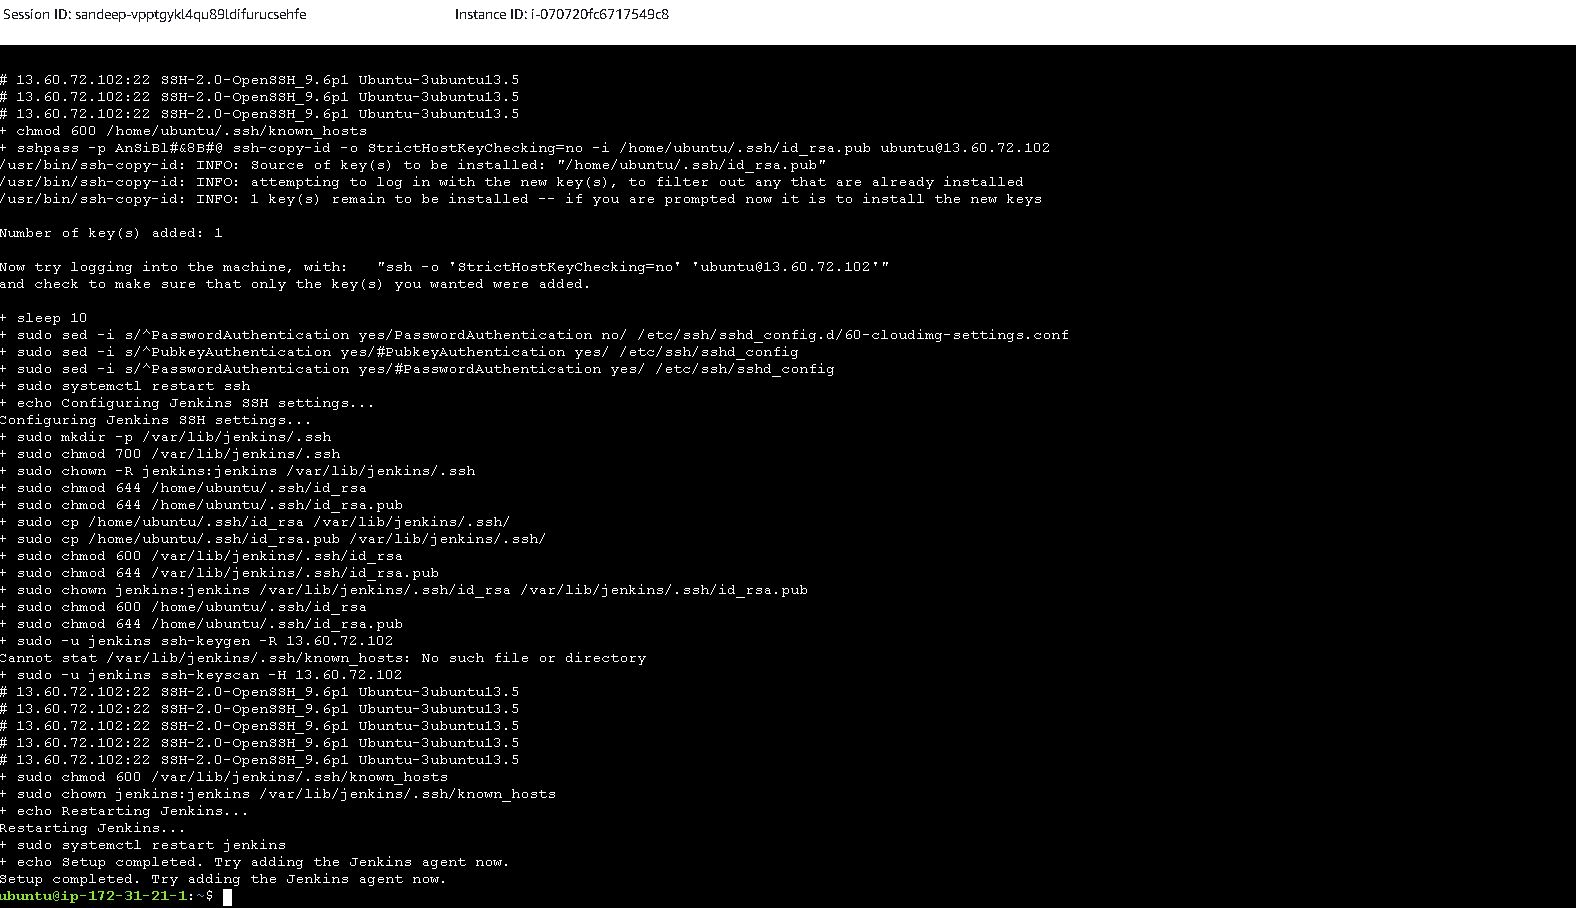 Session ID: sandeep-vpptgykl4qu89ldifurucsehfe Instance ID: i-070720fc6717549c8
# 13.60.72.102:22 SSH-2.0-OpenSSH_9.6p1 Ubuntu-3ubuntu13.5
# 13.60.72.102:22 SSH-2.0-OpenSSH_9.6p1 Ubuntu-3ubuntu13.5
# 13.60.72.102:22 SSH-2.0-OpenSSH_9.6p1 Ubuntu-3ubuntu13.5
+ chmod 600 /home/ubuntu/.ssh/known_hosts
+ sshpass -p AnSiBl#&8B#@ ssh-copy-id -o StrictHostKeyChecking=no -i /home/ubuntu/.ssh/id_rsa.pub ubuntu@13.60.72.102
/usr/bin/ssh-copy-id: INFO: Source of key(s) to be installed: "/home/ubuntu/.ssh/id_rsa.pub"
/usr/bin/ssh-copy-id: INFO: attempting to log in with the new key(s), to filter out any that are already installed
/usr/bin/ssh-copy-id: INFO: 1 key(s) remain to be installed -- if you are prompted now it is to install the new keys
Number of key(s) added: 1
Now try logging into the machine, with:   "ssh -o 'StrictHostKeyChecking=no' 'ubuntu@13.60.72.102'"
and check to make sure that only the key(s) you wanted were added.
+ sleep 10
+ sudo sed -i s/^PasswordAuthentication yes/PasswordAuthentication no/ /etc/ssh/sshd_config.d/60-cloudimg-settings.conf
+ sudo sed -i s/^PubkeyAuthentication yes/#PubkeyAuthentication yes/ /etc/ssh/sshd_config
+ sudo sed -i s/^PasswordAuthentication yes/#PasswordAuthentication yes/ /etc/ssh/sshd_config
+ sudo systemctl restart ssh
+ echo Configuring Jenkins SSH settings...
Configuring Jenkins SSH settings...
+ sudo mkdir -p /var/lib/jenkins/.ssh
+ sudo chmod 700 /var/lib/jenkins/.ssh
+ sudo chown -R jenkins:jenkins /var/lib/jenkins/.ssh
+ sudo chmod 644 /home/ubuntu/.ssh/id_rsa
+ sudo chmod 644 /home/ubuntu/.ssh/id_rsa.pub
+ sudo cp /home/ubuntu/.ssh/id_rsa /var/lib/jenkins/.ssh/
+ sudo cp /home/ubuntu/.ssh/id_rsa.pub /var/lib/jenkins/.ssh/
+ sudo chmod 600 /var/lib/jenkins/.ssh/id_rsa
+ sudo chmod 644 /var/lib/jenkins/.ssh/id_rsa.pub
+ sudo chown jenkins:jenkins /var/lib/jenkins/.ssh/id_rsa /var/lib/jenkins/.ssh/id_rsa.pub
+ sudo chmod 600 /home/ubuntu/.ssh/id_rsa
+ sudo chmod 644 /home/ubuntu/.ssh/id_rsa.pub
+ sudo -u jenkins ssh-keygen -R 13.60.72.102
Cannot stat /var/lib/jenkins/.ssh/known_hosts: No such file or directory
+ sudo -u jenkins ssh-keyscan -H 13.60.72.102
# 13.60.72.102:22 SSH-2.0-OpenSSH_9.6p1 Ubuntu-3ubuntu13.5
# 13.60.72.102:22 SSH-2.0-OpenSSH_9.6p1 Ubuntu-3ubuntu13.5
# 13.60.72.102:22 SSH-2.0-OpenSSH_9.6p1 Ubuntu-3ubuntu13.5
# 13.60.72.102:22 SSH-2.0-OpenSSH_9.6p1 Ubuntu-3ubuntu13.5
# 13.60.72.102:22 SSH-2.0-OpenSSH_9.6p1 Ubuntu-3ubuntu13.5
+ sudo chmod 600 /var/lib/jenkins/.ssh/known_hosts
+ sudo chown jenkins:jenkins /var/lib/jenkins/.ssh/known_hosts
+ echo Restarting Jenkins...
Restarting Jenkins...
+ sudo systemctl restart jenkins
+ echo Setup completed. Try adding the Jenkins agent now.
Setup completed. Try adding the Jenkins agent now.
ubuntu@ip-172-31-21-1:~$